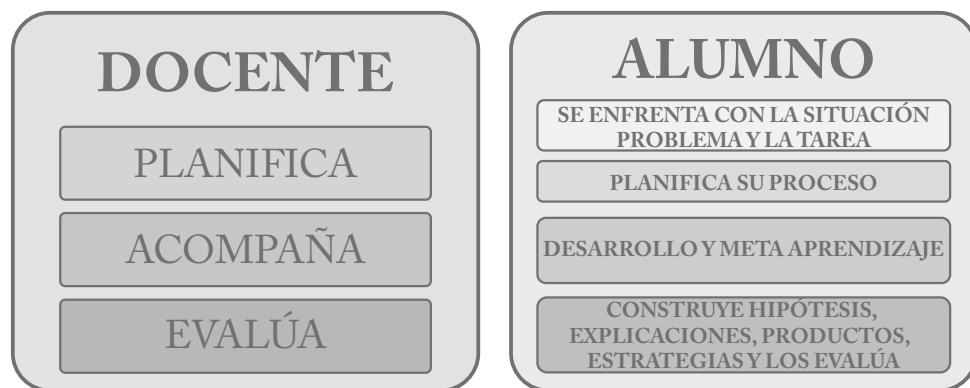 DOCENTE
PLANIFICA
ACOMPAÑA
EVALÚA
ALUMNO
SE ENFRENTA CON LA SITUACIÓN
PROBLEMA Y LA TAREA
PLANIFICA SU PROCESO
DESARROLLO Y META APRENDIZAJE
CONSTRUYE HIPÓTESIS,
EXPLICACIONES, PRODUCTOS,
ESTRATEGIAS Y LOS EVALÚA